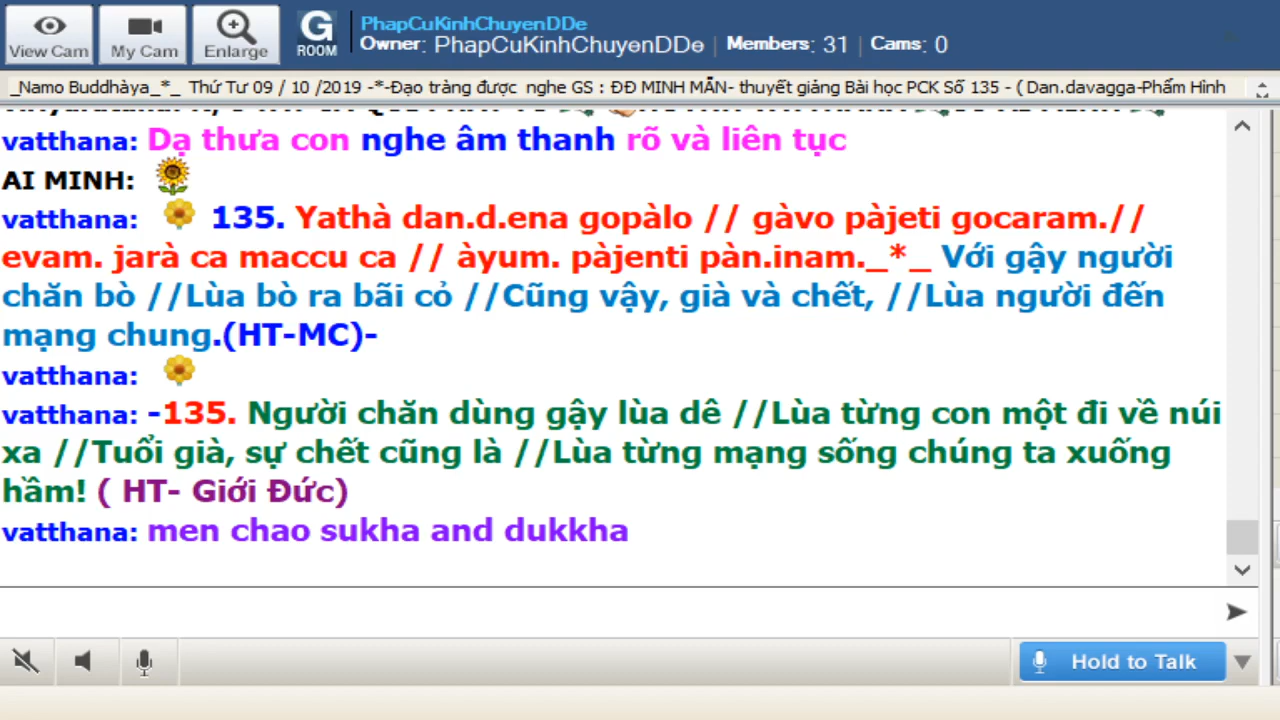 PhapCuKinhChuyenDDe
Owner: PhapCuKinhChuyenDDe | Members: 31 | Cams: 0
View Cam
My Cam
Enlarge
G
ROOM
_Namo Buddhàya_*_ Thứ Tư 09 / 10 /2019 -*-Đạo tràng được nghe GS : ĐĐ MINH MẪN- thuyết giảng Bài học PCK Số 135 - ( Dan.davagga-Phẩm Hình
vatthana: Dạ thưa con nghe âm thanh rõ và liên tục
AI MINH:
vatthana: 135. Yathà dan.d.ena gopàlo // gàvo pàjeti gocaram.//
evam. jarà ca maccu ca // àyum. pàjenti pàn.inam._*_ Với gậy người
chăn bò //Lùa bò ra bãi cỏ //Cũng vậy, già và chết, //Lùa người đến
mạng chung.(HT-MC)-
vatthana:
vatthana: -135. Người chăn dùng gậy lùa dê //Lùa từng con một đi về núi
xa //Tuổi già, sự chết cũng là //Lùa từng mạng sống chúng ta xuống
hầm! ( HT- Giới Đức)
vatthana: men chao sukha and dukkha
Hold to Talk